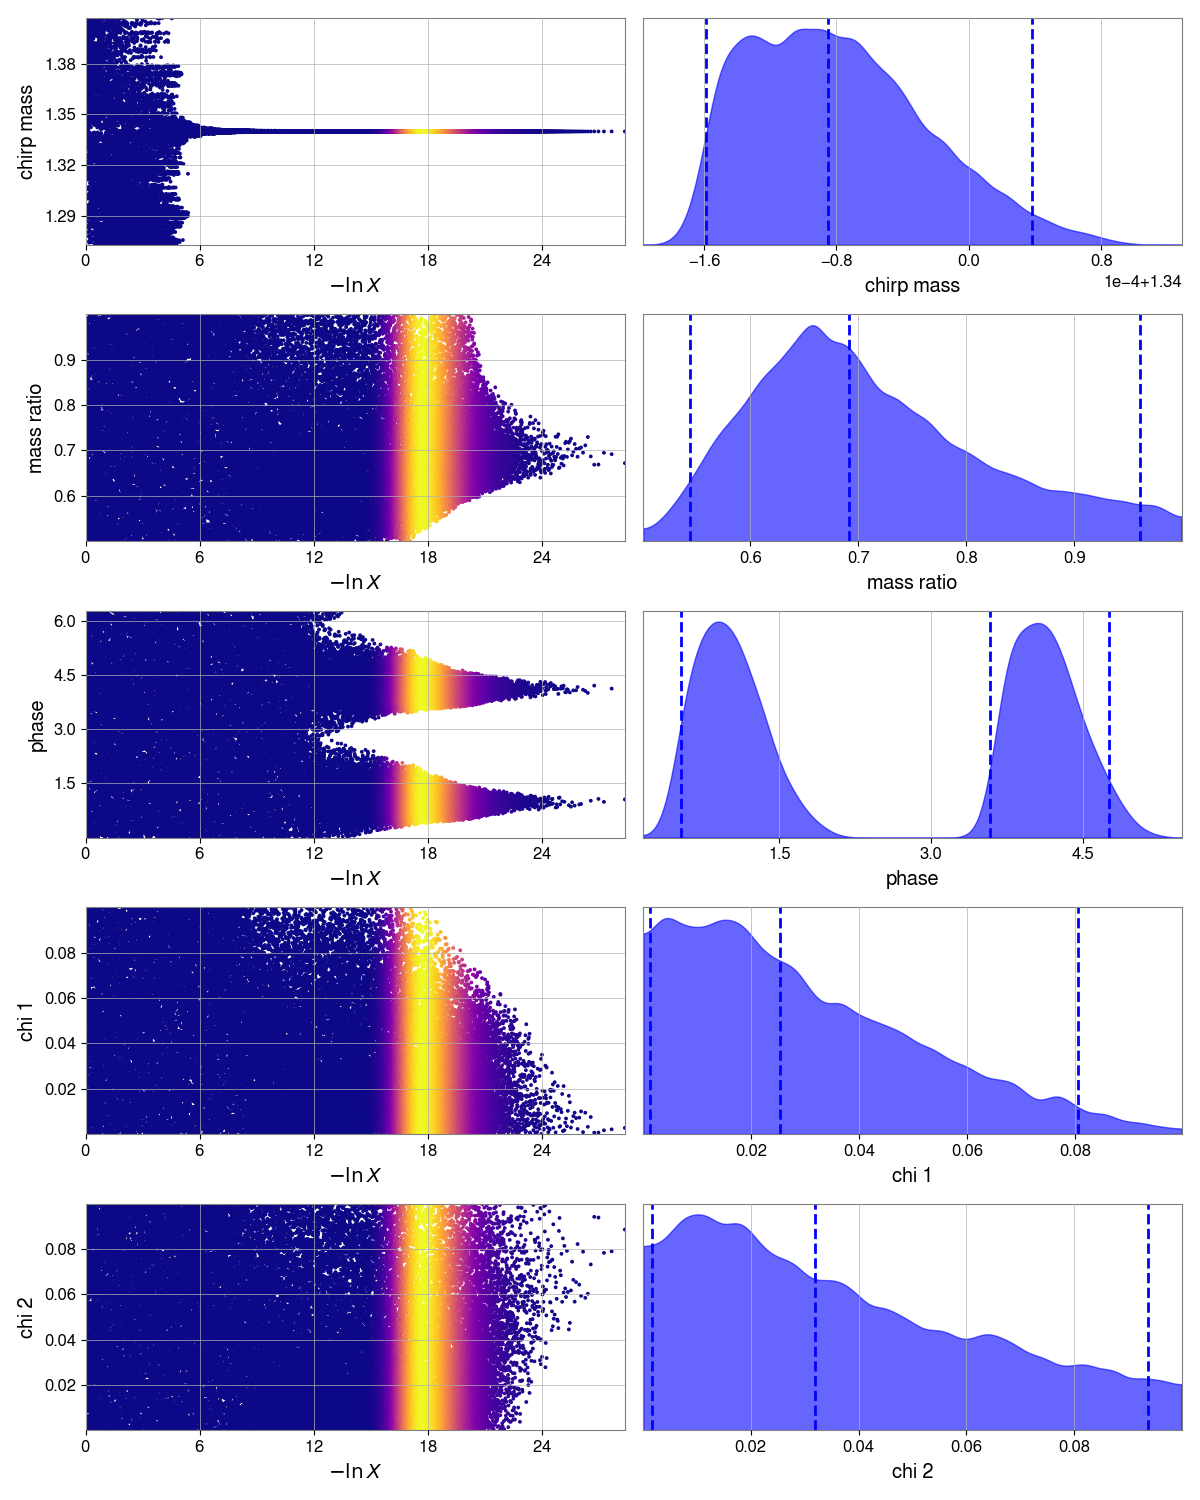 1.38
1.35
1.32
1.29
chirp mass
0 6 12 18 24
−ln X
−1.6 −0.8 0.0 0.8
1e−4+1.34
chirp mass
0.9
0.8
0.7
0.6
mass ratio
0 6 12 18 24
−ln X
0.6 0.7 0.8 0.9
mass ratio
6.0
4.5
3.0
1.5
phase
0 6 12 18 24
−ln X
1.5 3.0 4.5
phase
0.08
0.06
0.04
0.02
chi 1
0 6 12 18 24
−ln X
0.02 0.04 0.06 0.08
chi 1
0.08
0.06
0.04
0.02
chi 2
0 6 12 18 24
−ln X
0.02 0.04 0.06 0.08
chi 2